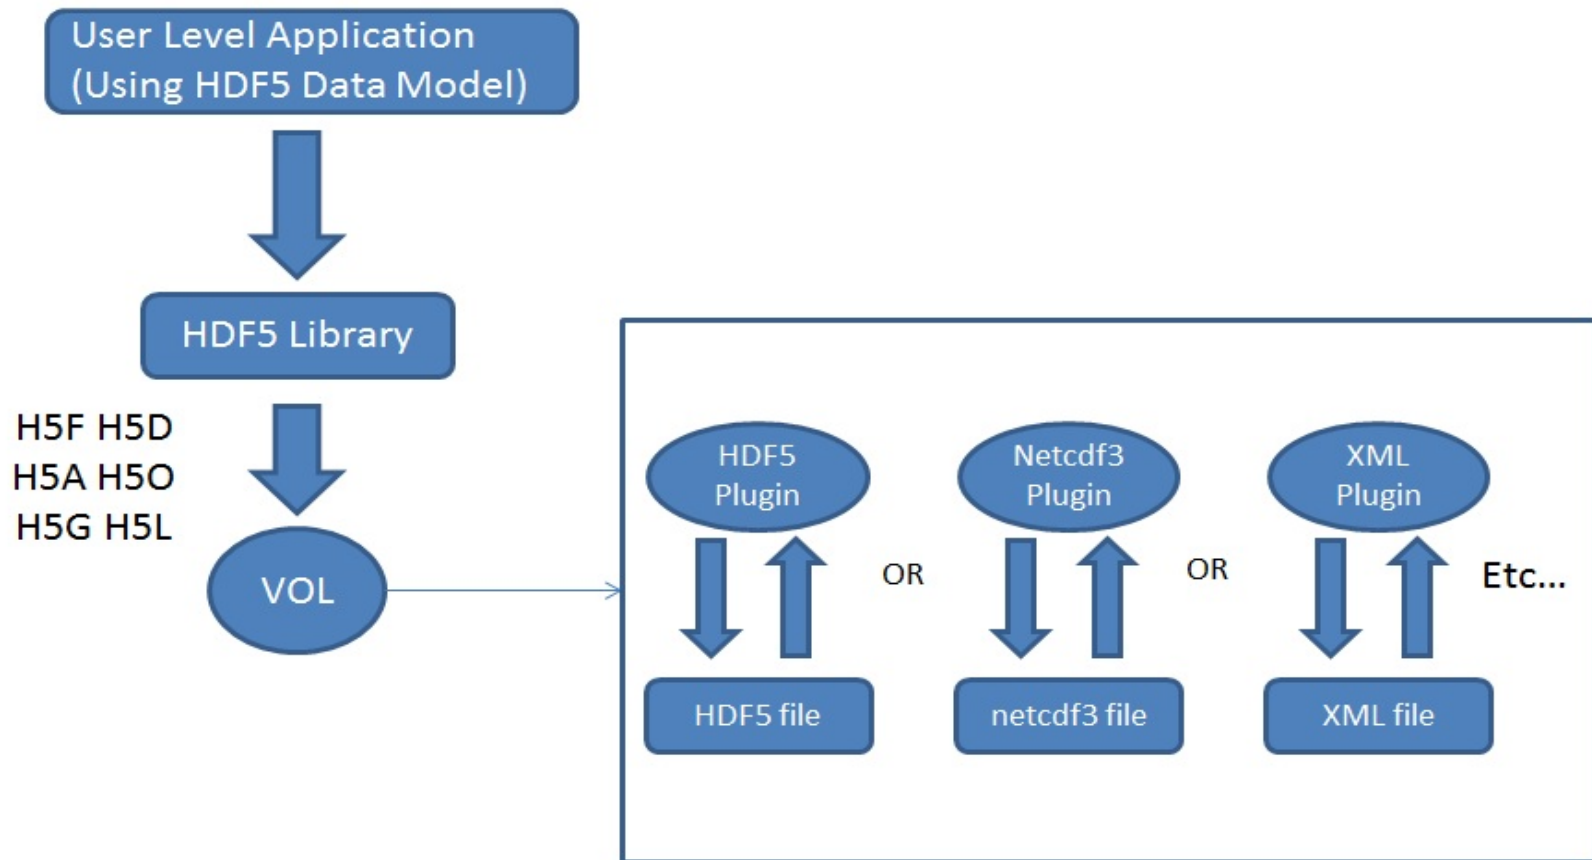 User Level Application
(Using HDF5 Data Model)
HDF5 Library
H5F H5D
H5A H5O
H5G H5L
VOL
HDF5
Plugin
OR
Netcdf3
Plugin
OR
XML
Plugin
Etc...
HDF5 file
netcdf3 file
XML file